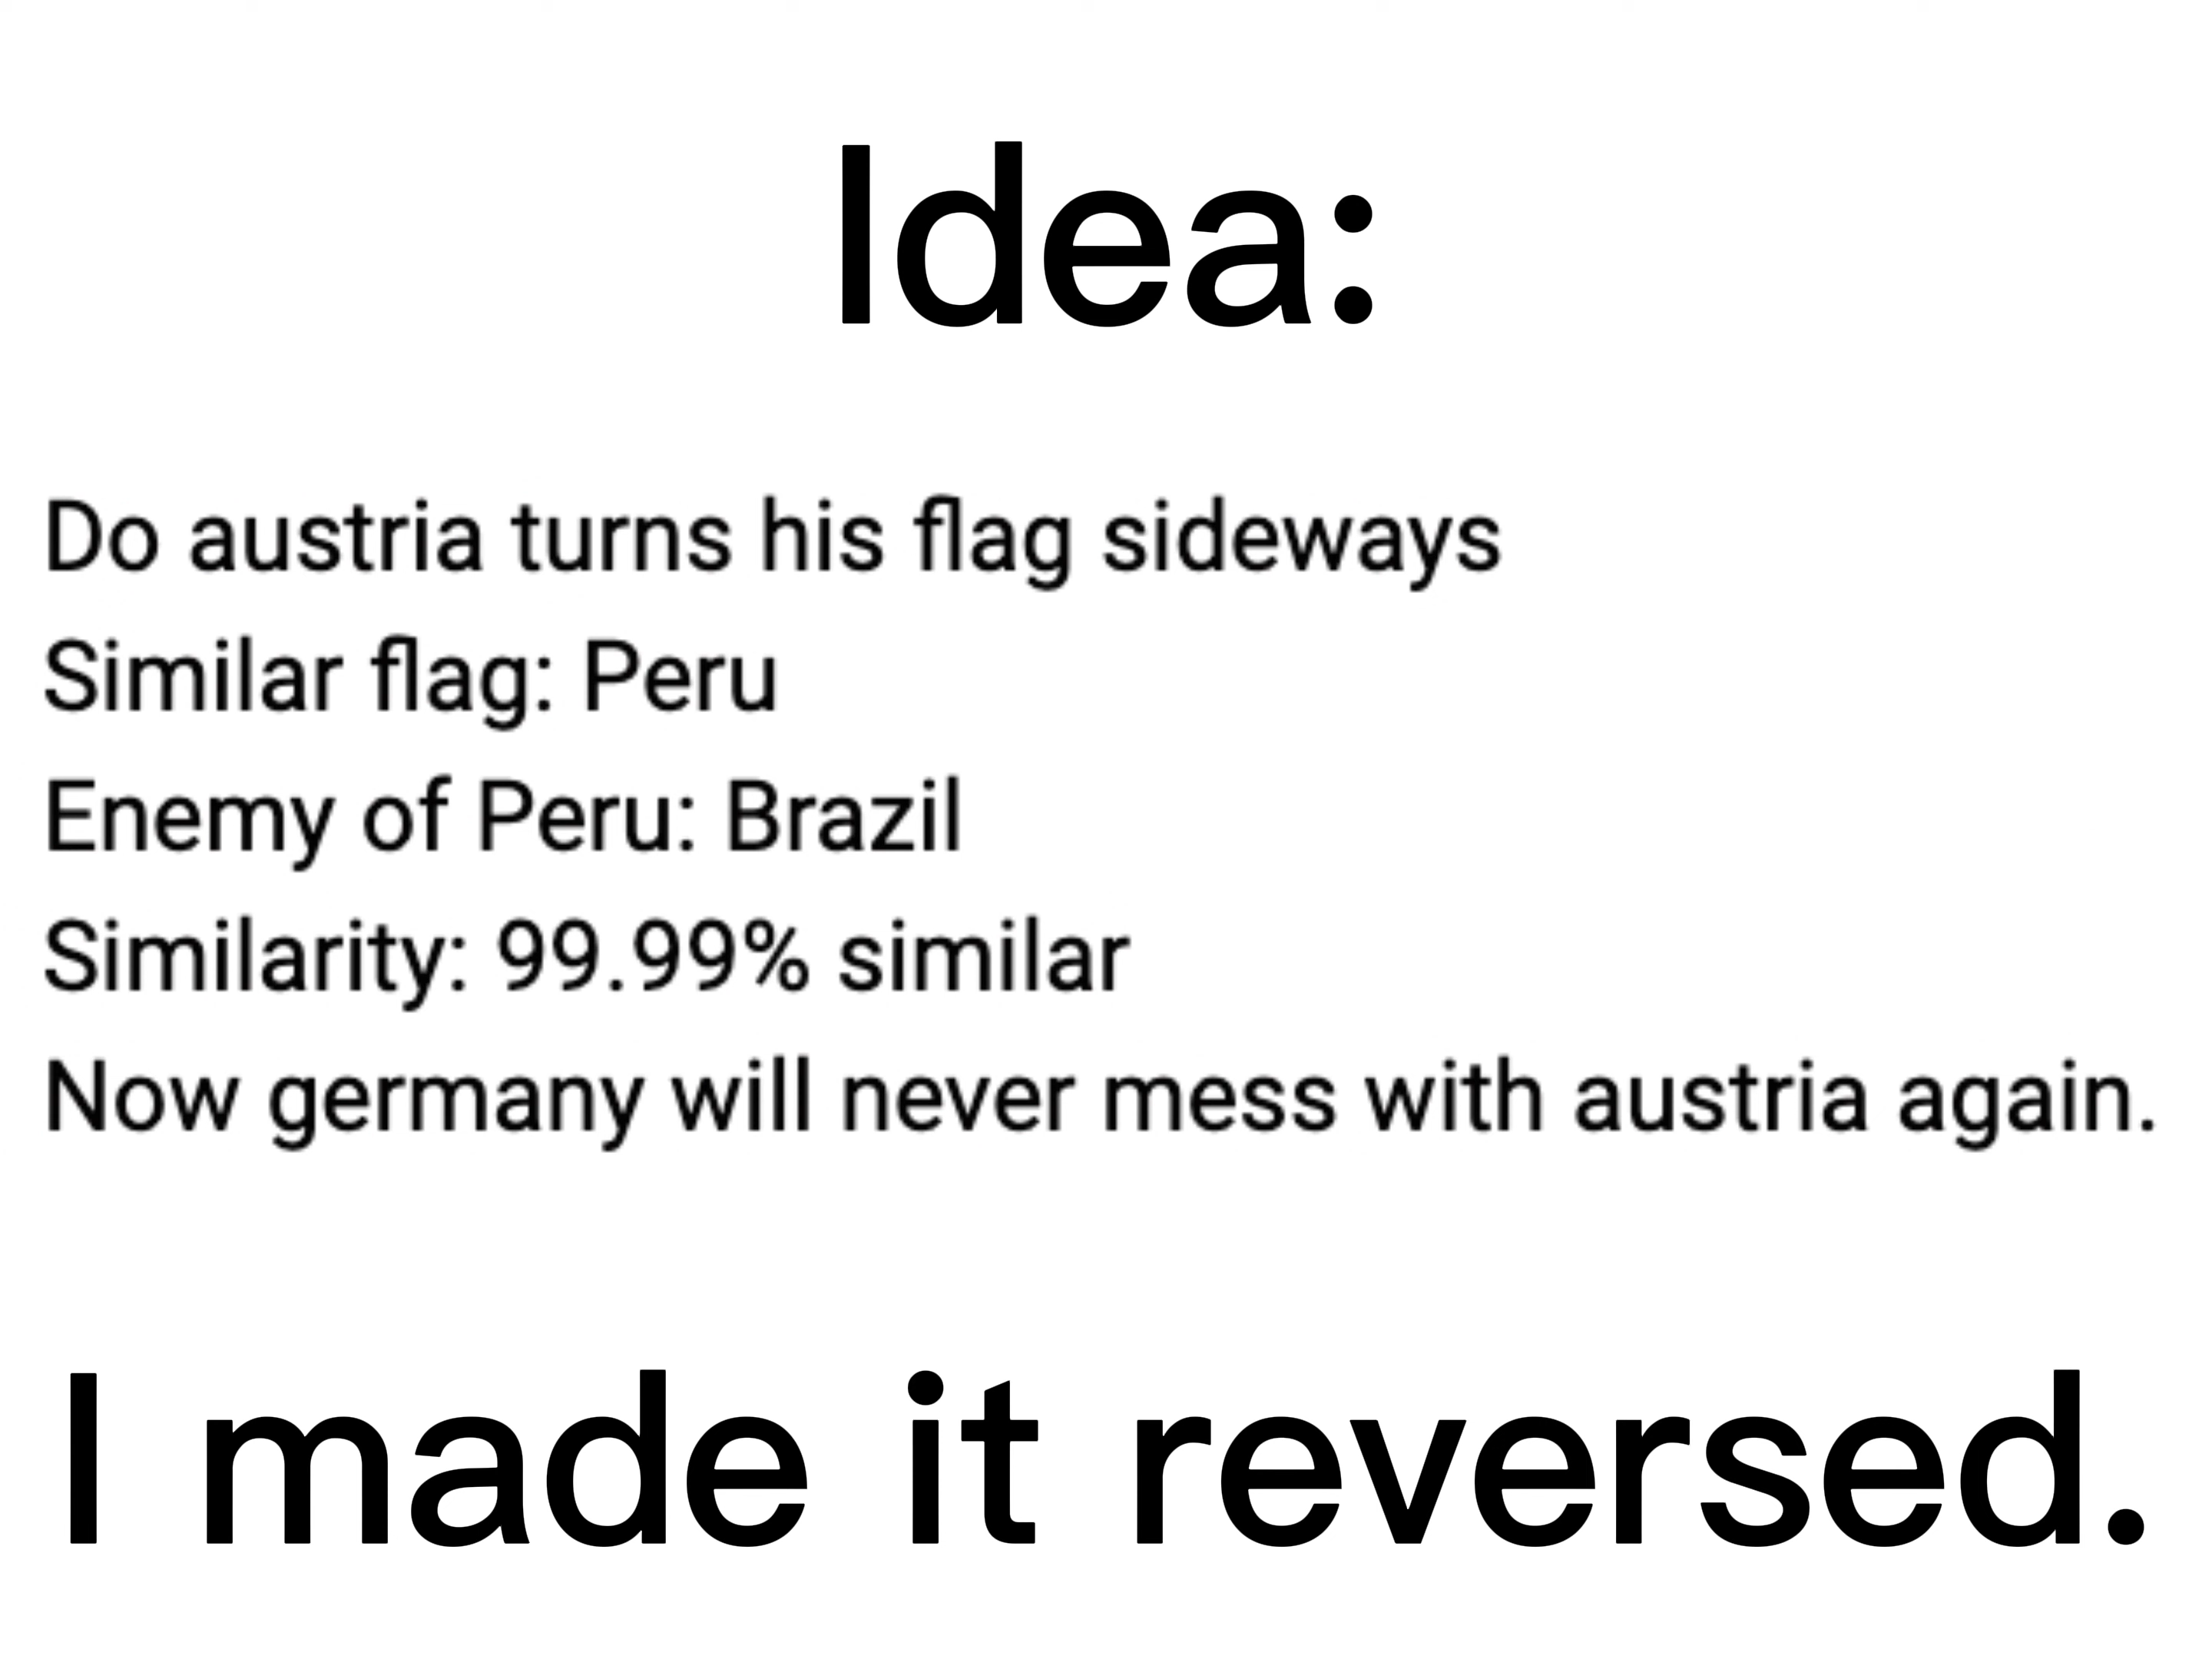 Idea:
Do austria turns his flag sideways
Similar flag: Peru
Enemy of Peru: Brazil
Similarity: 99.99% similar
Now germany will never mess with austria again.
I made it reversed.